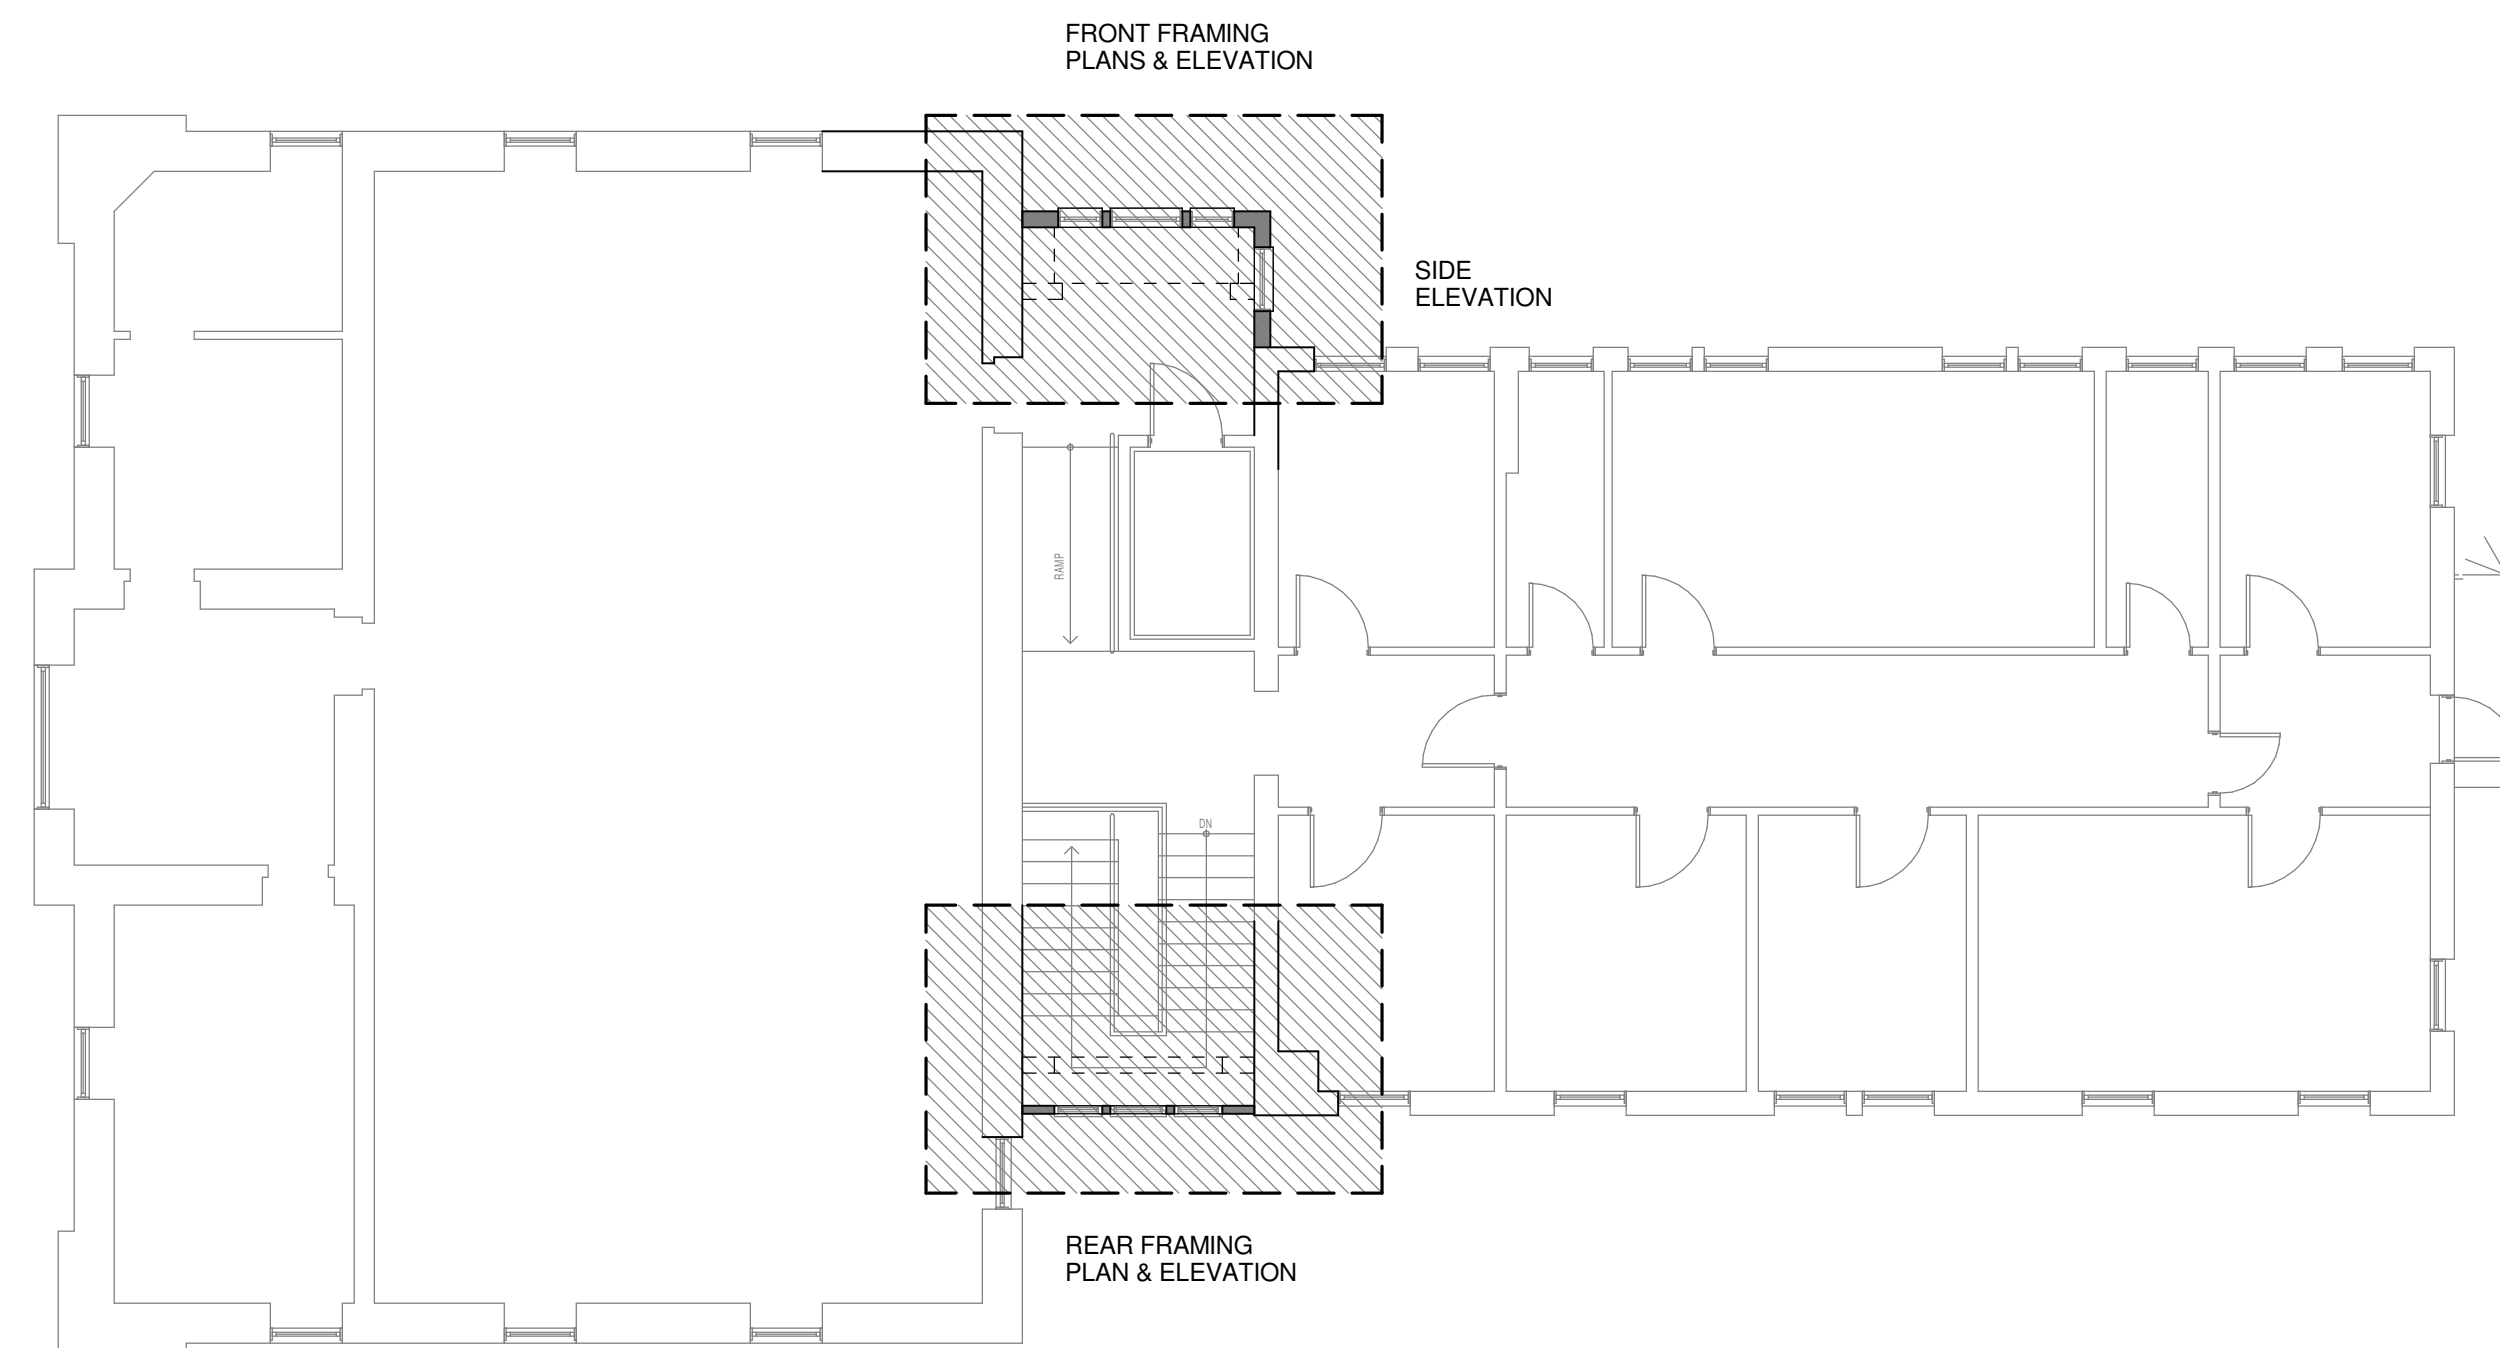 FRONT FRAMING
PLANS & ELEVATION
SIDE
ELEVATION
RAMP
DN
REAR FRAMING
PLAN & ELEVATION